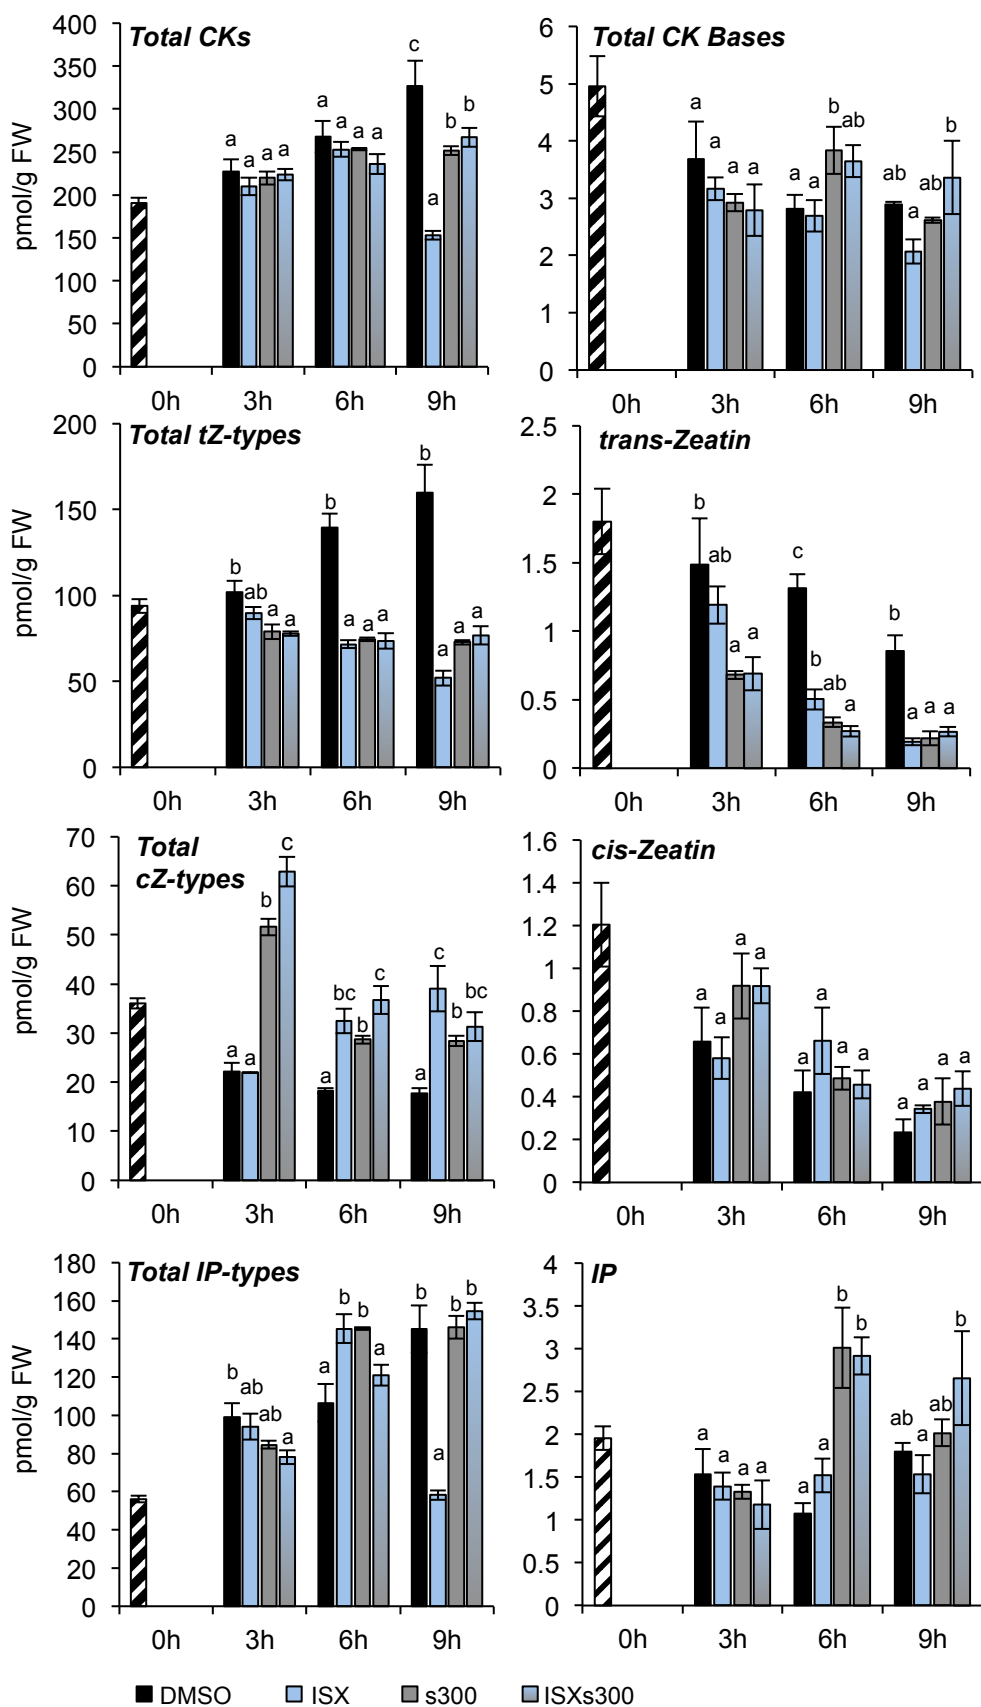 Total CKs
pmol/g FW
400
350
300
250
200
150
100
50
0
a
a
a
a
a
a
a
a
c
a
b
b
0h 3h 6h 9h
Total CK Bases
6
5
4
3
2
1
0
a
a
a
a
a
a
b
ab
ab
a
ab
b
0h 3h 6h 9h
Total tZ-types
pmol/g FW
200
150
100
50
0
b
ab
a
a
b
a
a
a
b
a
a
a
0h 3h 6h 9h
trans-Zeatin
2.5
2
1.5
1
0.5
0
b
ab
a
a
c
b
ab
a
b
a
a
a
0h 3h 6h 9h
Total
cZ-types
pmol/g FW
70
60
50
40
30
20
10
0
a
a
b
c
a
bc
b
c
a
c
b
bc
0h 3h 6h 9h
cis-Zeatin
1.6
1.4
1.2
1
0.8
0.6
0.4
0.2
0
a
a
a
a
a
a
a
a
a
a
a
a
0h 3h 6h 9h
Total IP-types
pmol/g FW
180
160
140
120
100
80
60
40
20
0
b
ab
ab
a
a
b
b
a
b
a
b
b
0h 3h 6h 9h
IP
4
3.5
3
2.5
2
1.5
1
0.5
0
a
a
a
a
a
a
b
b
ab
a
ab
b
0h 3h 6h 9h
DMSO ISX s300 ISXs300